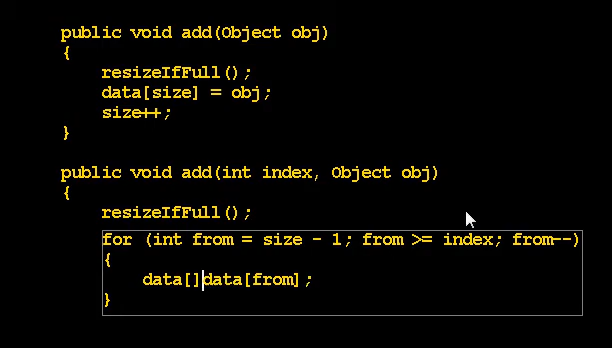 public void add(Object obj)
{
resizeIfFull();
data[size] = obj;
size++;
}
public void add(int index, Object obj)
{
resizeIfFull();
for (int from = size - 1; from >= index; from--)
{
data[]data[from];
}